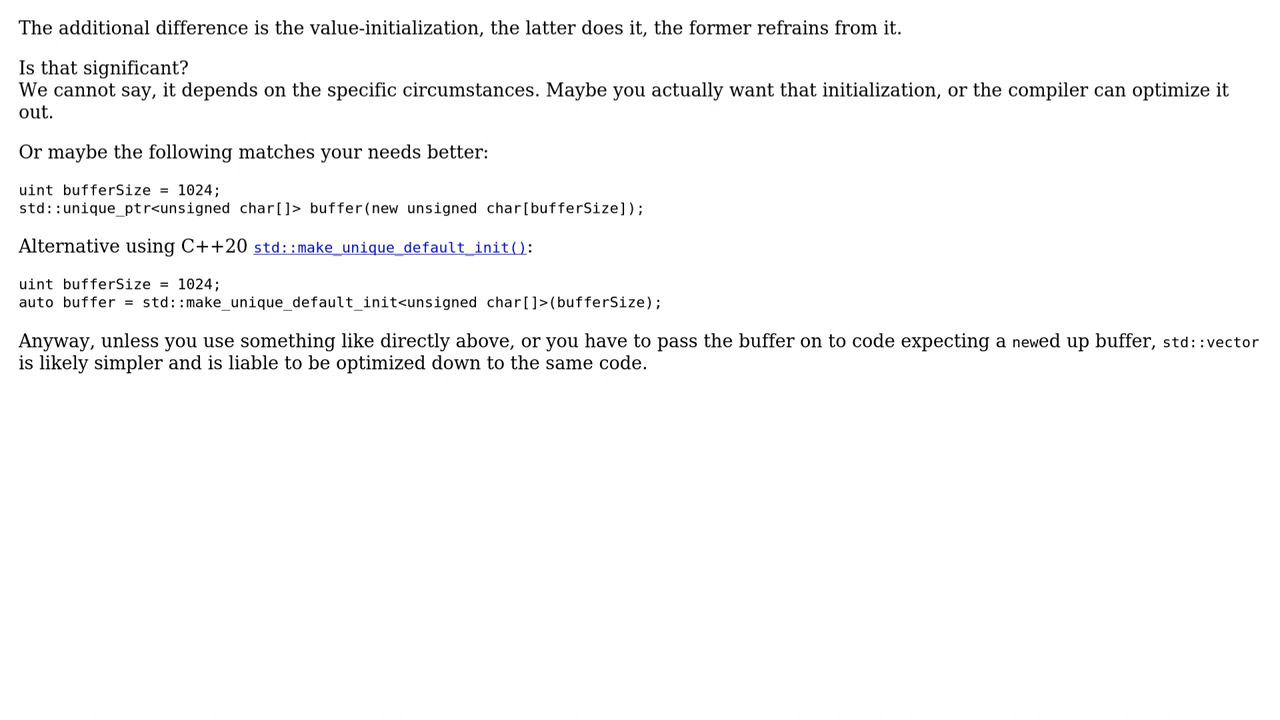 The additional difference is the value-initialization, the latter does it, the former refrains from it.
Is that significant?
We cannot say, it depends on the specific circumstances. Maybe you actually want that initialization, or the compiler can optimize it
out.
Or maybe the following matches your needs better:
uint bufferSize = 1024;
std::unique_ptr<unsigned char[]> buffer(new unsigned char[bufferSize]);
Alternative using C++20 std::make_unique_default_init():
uint bufferSize = 1024;
auto buffer = std::make_unique_default_init<unsigned char[]>(bufferSize);
Anyway, unless you use something like directly above, or you have to pass the buffer on to code expecting a newed up buffer, std::vector
is likely simpler and is liable to be optimized down to the same code.